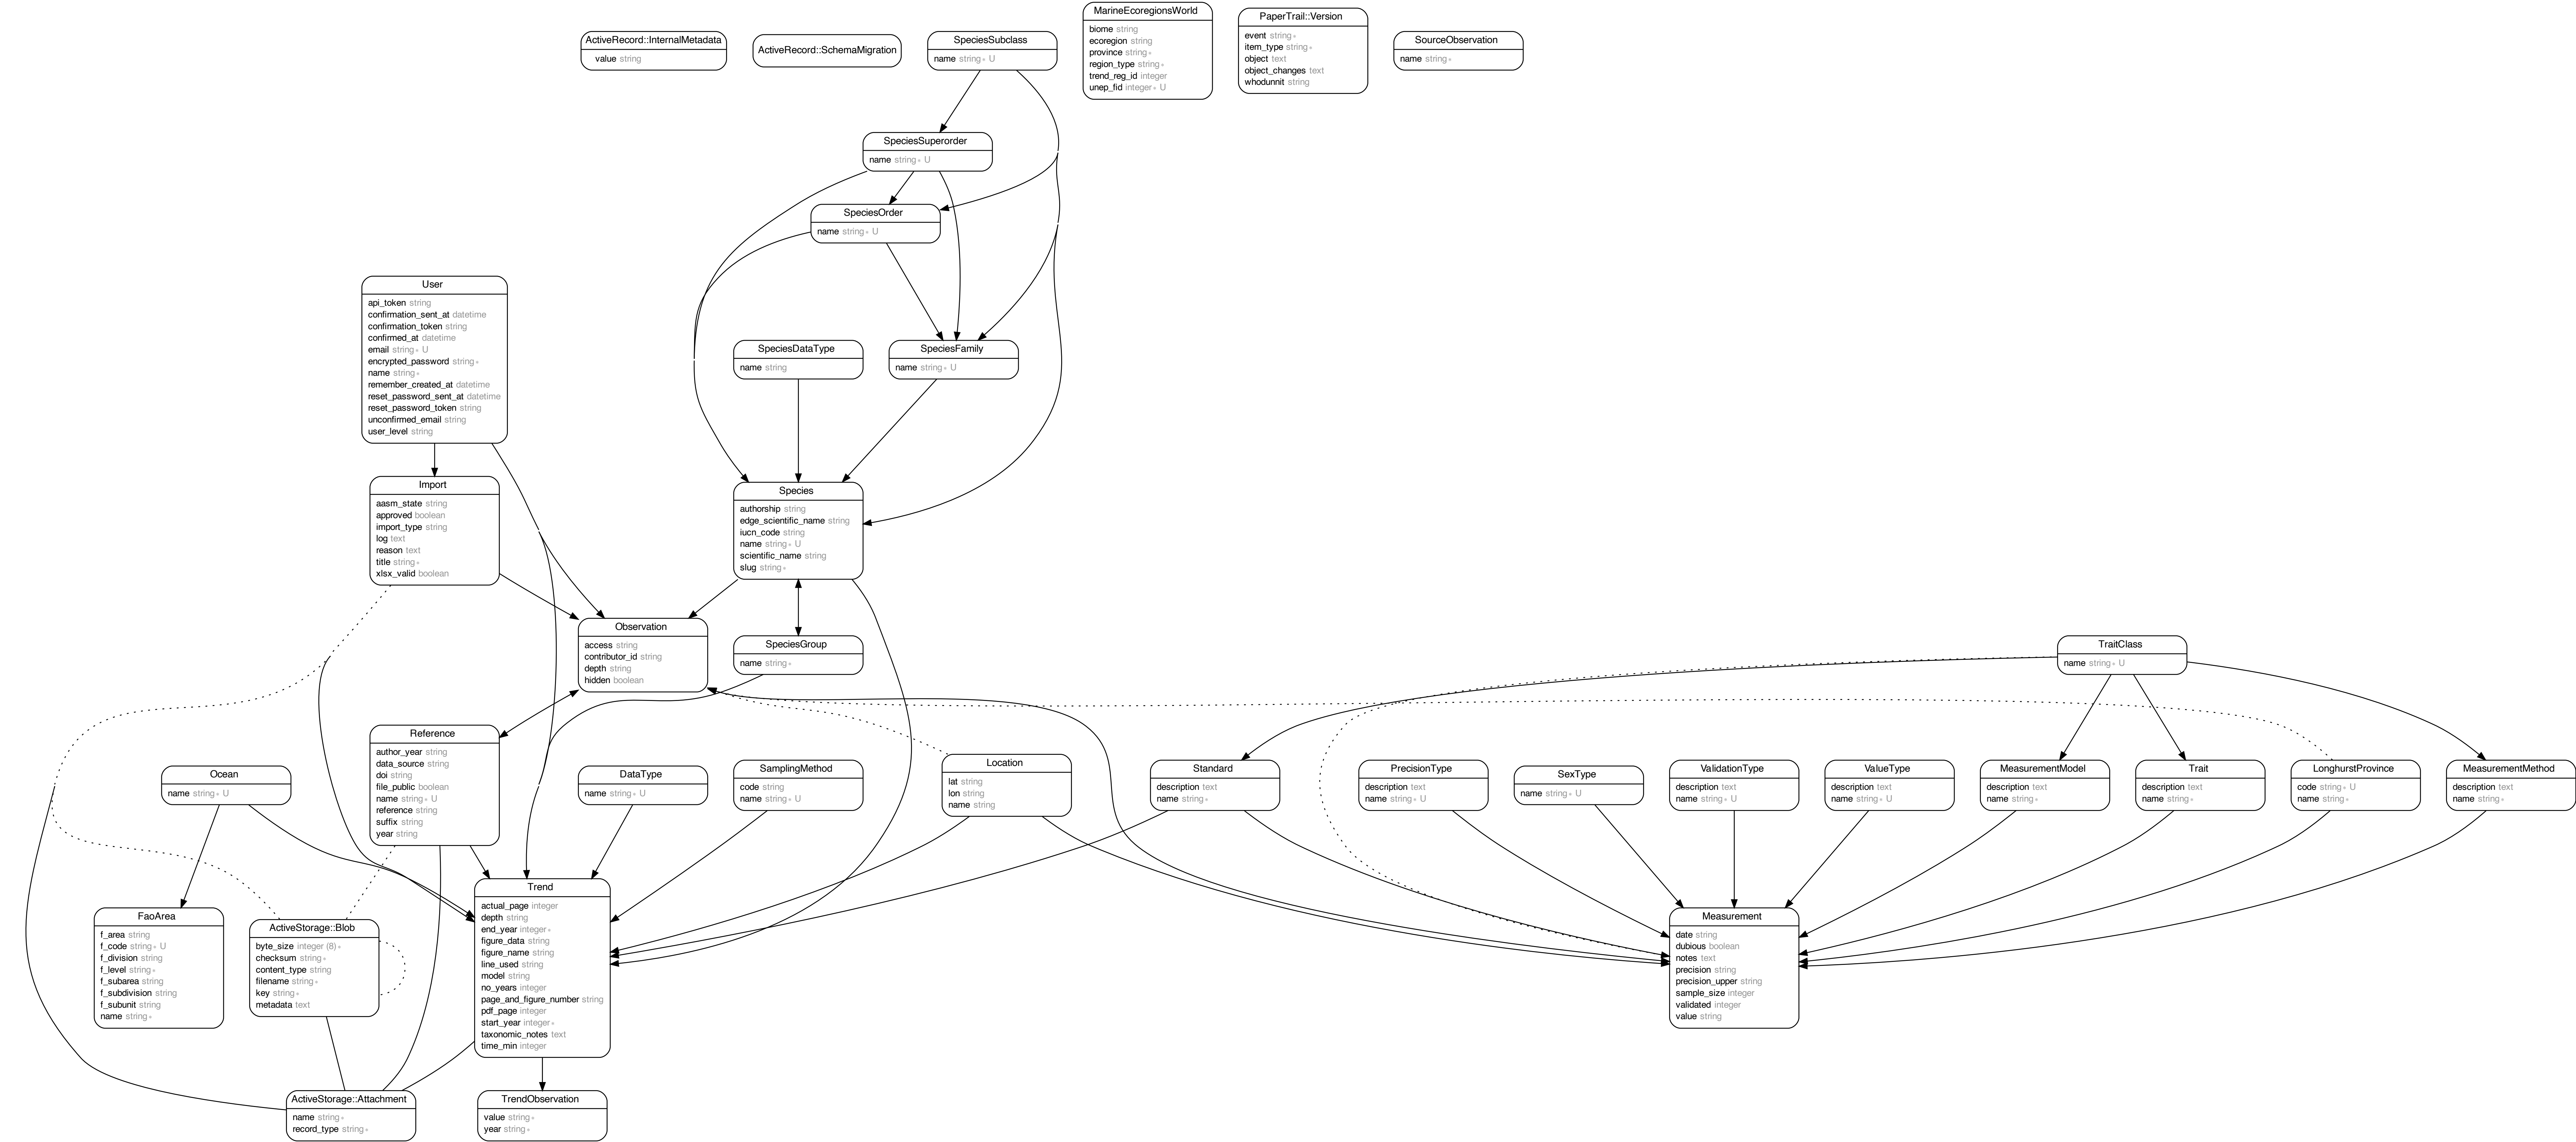 ActiveRecord::InternalMetadata
value string
ActiveRecord::SchemaMigration
SpeciesSubclass
name string∗ U
MarineEcoregionsWorld
biome string
ecoregion string
province string∗
region_type string∗
trend_reg_id integer
unep_fid integer∗ U
PaperTrail::Version
event string∗
item_type string∗
object text
object_changes text
whodunnit string
SourceObservation
name string∗
SpeciesSuperorder
name string∗ U
SpeciesOrder
name string∗ U
User
api_token string
confirmation_sent_at datetime
confirmation_token string
confirmed_at datetime
email string∗ U
encrypted_password string∗
name string∗
remember_created_at datetime
reset_password_sent_at datetime
reset_password_token string
unconfirmed_email string
user_level string
SpeciesDataType
name string
SpeciesFamily
name string∗ U
Import
aasm_state string
approved boolean
import_type string
log text
reason text
title string∗
xlsx_valid boolean
Species
authorship string
edge_scientific_name string
iucn_code string
name string∗ U
scientific_name string
slug string∗
Observation
access string
contributor_id string
depth string
hidden boolean
SpeciesGroup
name string∗
TraitClass
name string∗ U
Reference
author_year string
data_source string
doi string
file_public boolean
name string∗ U
reference string
suffix string
year string
Ocean
name string∗ U
DataType
name string∗ U
SamplingMethod
code string
name string∗ U
Location
lat string
lon string
name string
Standard
description text
name string∗
PrecisionType
description text
name string∗ U
SexType
name string∗ U
ValidationType
description text
name string∗ U
ValueType
description text
name string∗ U
MeasurementModel
description text
name string∗
Trait
description text
name string∗
LonghurstProvince
code string∗ U
name string∗
MeasurementMethod
description text
name string∗
FaoArea
f_area string
f_code string∗ U
f_division string
f_level string∗
f_subarea string
f_subdivision string
f_subunit string
name string∗
ActiveStorage::Blob
byte_size integer (8)∗
checksum string∗
content_type string
filename string∗
key string∗
metadata text
Trend
actual_page integer
depth string
end_year integer∗
figure_data string
figure_name string
line_used string
model string
no_years integer
page_and_figure_number string
pdf_page integer
start_year integer∗
taxonomic_notes text
time_min integer
Measurement
date string
dubious boolean
notes text
precision string
precision_upper string
sample_size integer
validated integer
value string
ActiveStorage::Attachment
name string∗
record_type string∗
TrendObservation
value string∗
year string∗